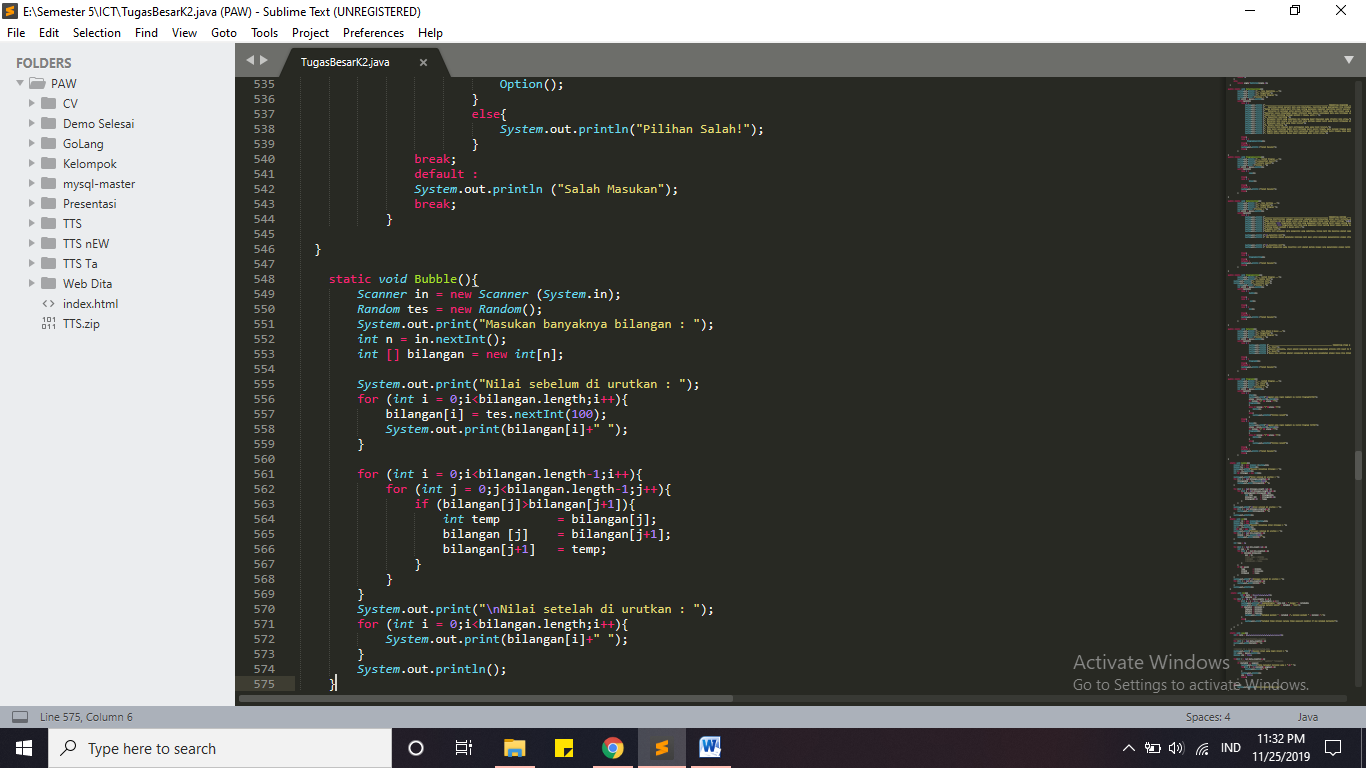 E:\Semester 5\ICT\TugasBesarK2.java (PAW) - Sublime Text (UNREGISTERED)
File Edit Selection Find View Goto Tools Project Preferences Help
FOLDERS
PAW
CV
Demo Selesai
GoLang
Kelompok
mysql-master
Presentasi
TTS
TTS nEW
TTS Ta
Web Dita
index.html
TTS.zip
TugasBesarK2.java
535 Option();
536 }
537 else{
538 System.out.println("Pilihan Salah!");
539 }
540 break;
541 default :
542 System.out.println ("Salah Masukan");
543 break;
544 }
545
546 }
547
548 static void Bubble(){
549 Scanner in = new Scanner (System.in);
550 Random tes = new Random();
551 System.out.print("Masukan banyaknya bilangan : ");
552 int n = in.nextInt();
553 int [] bilangan = new int[n];
554
555 System.out.print("Nilai sebelum di urutkan : ");
556 for (int i = 0;i<bilangan.length;i++){
557 bilangan[i] = tes.nextInt(100);
558 System.out.print(bilangan[i]+" ");
559 }
560
561 for (int i = 0;i<bilangan.length-1;i++){
562 for (int j = 0;j<bilangan.length-1;j++){
563 if (bilangan[j]>bilangan[j+1]){
564 int temp = bilangan[j];
565 bilangan [j] = bilangan[j+1];
566 bilangan[j+1] = temp;
567 }
568 }
569 }
570 System.out.print("\nNilai setelah di urutkan : ");
571 for (int i = 0;i<bilangan.length;i++){
572 System.out.print(bilangan[i]+" ");
573 }
574 System.out.println();
575 }
Activate Windows
Go to Settings to activate Windows.
Line 575, Column 6
Spaces: 4
Java
Type here to search
IND
11:32 PM
11/25/2019